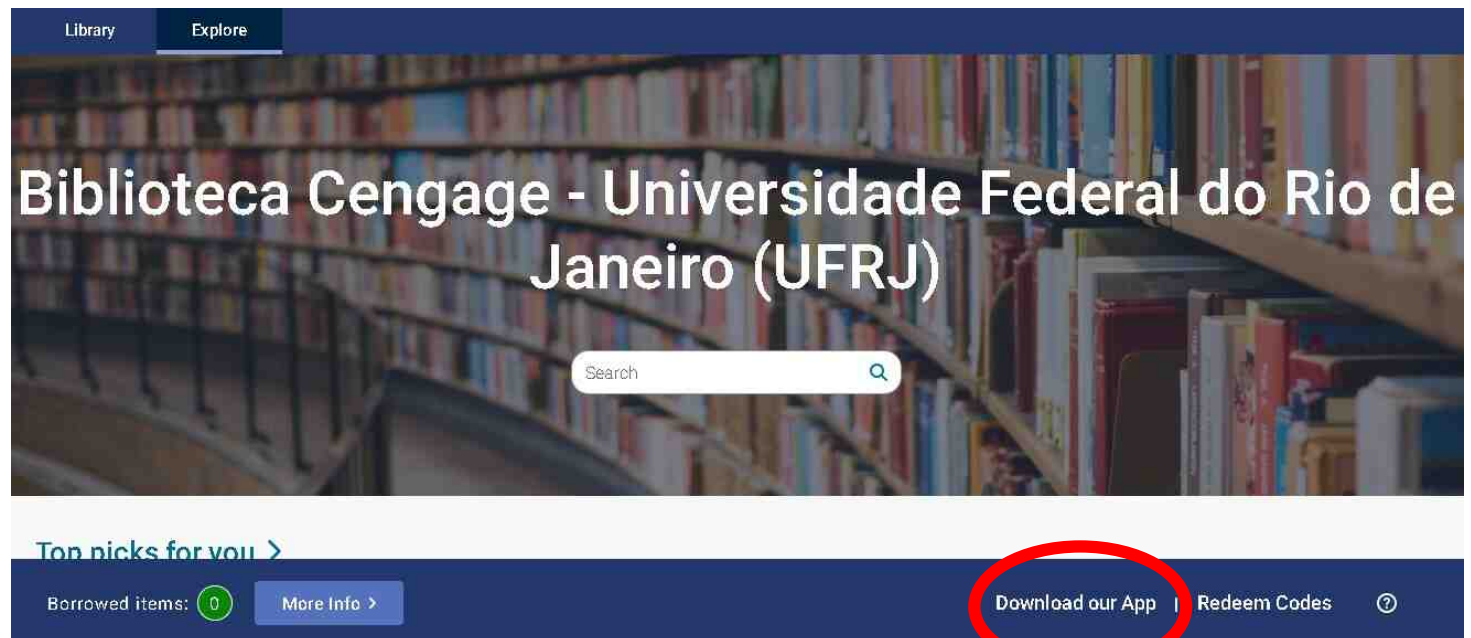 Library Explore
Biblioteca Cengage - Universidade Federal do Rio de
Janeiro (UFRJ)
Search
Top picks for you >
Borrowed items: 0 More Info > Download our App | Redeem Codes ?